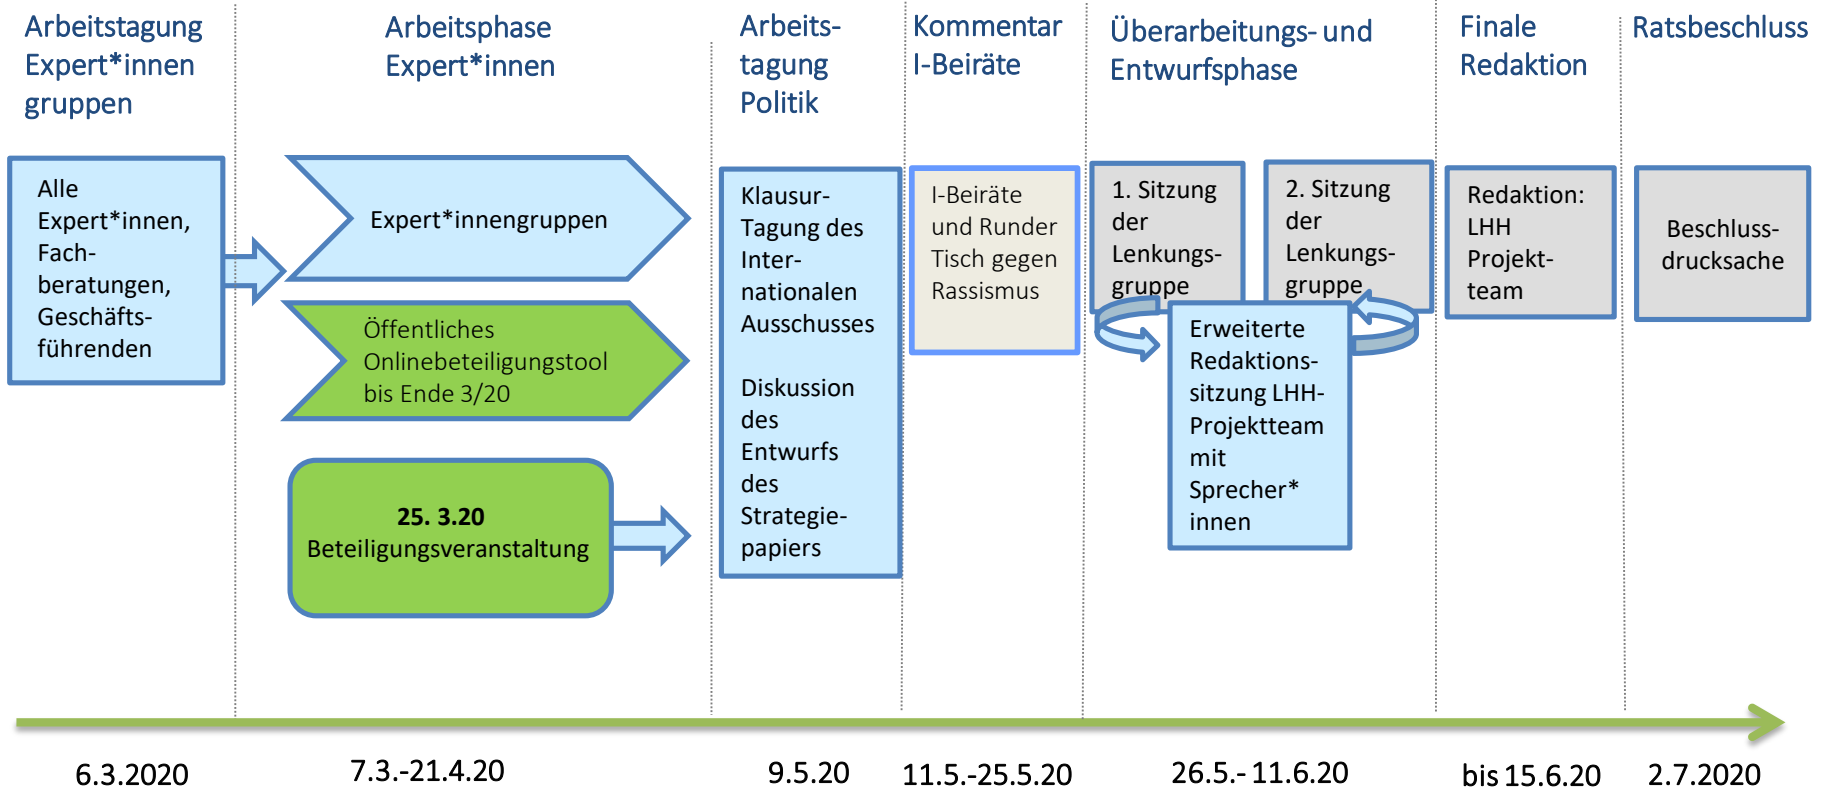 Arbeitstagung
Expert*innen
gruppen
Arbeitsphase
Expert*innen
Arbeits-
tagung
Politik
Kommentar
I-Beiräte
Überarbeitungs- und
Entwurfsphase
Finale
Redaktion
Ratsbeschluss
Alle
Expert*innen,
Fach-
beratungen,
Geschäfts-
führenden
Expert*innengruppen
Öffentliches
Onlinebeteiligungstool
bis Ende 3/20
25. 3.20
Beteiligungsveranstaltung
Klausur-
Tagung des
Inter-
nationalen
Ausschusses
Diskussion
des
Entwurfs
des
Strategie-
papiers
I-Beiräte
und Runder
Tisch gegen
Rassismus
1. Sitzung
der
Lenkungs-
gruppe
2. Sitzung
der
Lenkungs-
gruppe
Erweiterte
Redaktions-
sitzung LHH-
Projektteam
mit
Sprecher*
innen
Redaktion:
LHH
Projekt-
team
Beschluss-
drucksache
6.3.2020
7.3.-21.4.20
9.5.20
11.5.-25.5.20
26.5.- 11.6.20
bis 15.6.20
2.7.2020